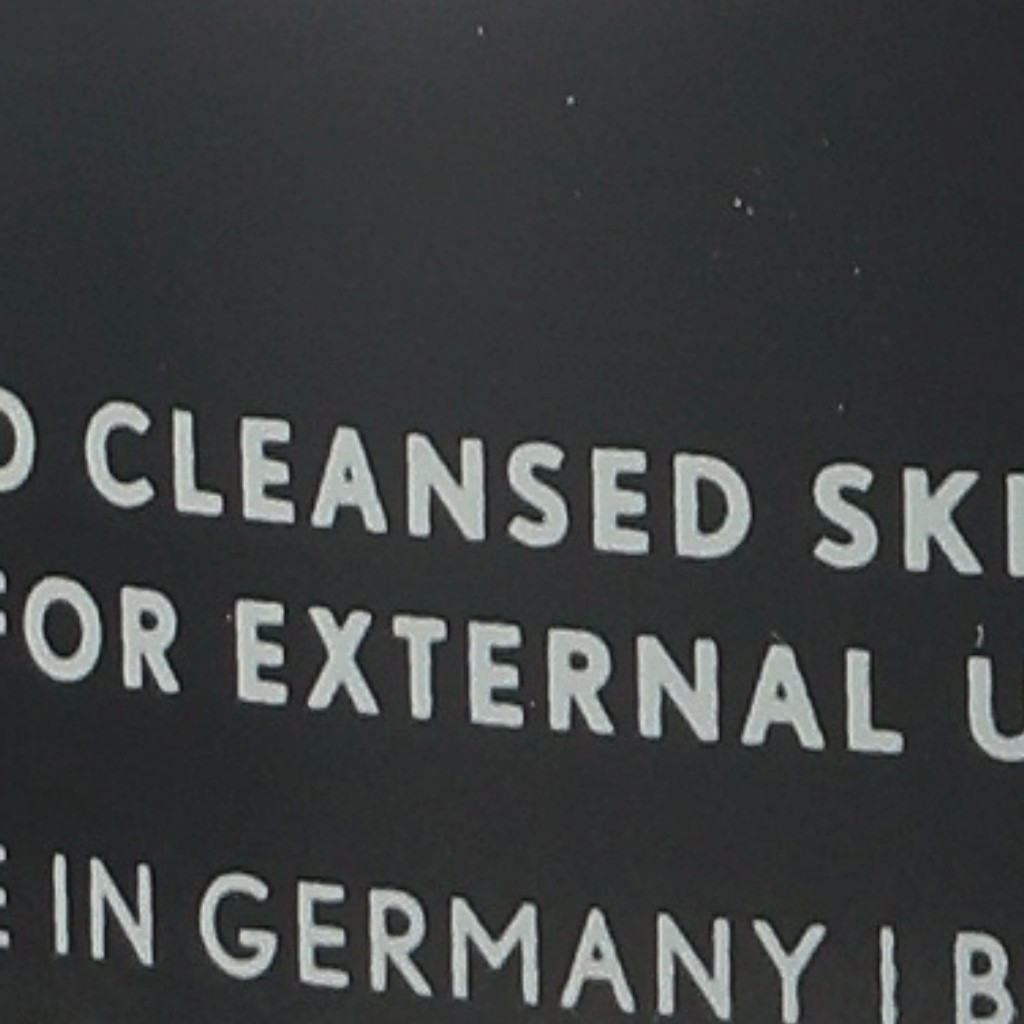 CLEANSED
FOR EXTERNAL
IN GERMANY |